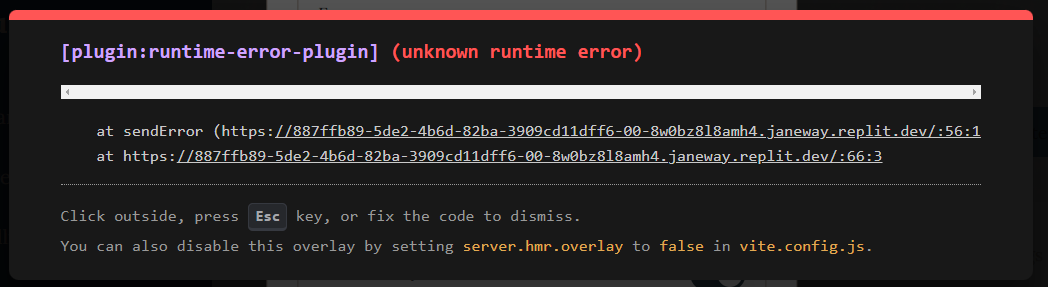 [plugin:runtime-error-plugin] (unknown runtime error)
at sendError (https://887ffb89-5de2-4b6d-82ba-3909cd11dff6-00-8w0bz8l8amh4.janeway.replit.dev/:56:1
at https://887ffb89-5de2-4b6d-82ba-3909cd11dff6-00-8w0bz8l8amh4.janeway.replit.dev/:66:3
Click outside, press Esc key, or fix the code to dismiss.
You can also disable this overlay by setting server.hmr.overlay to false in vite.config.js.